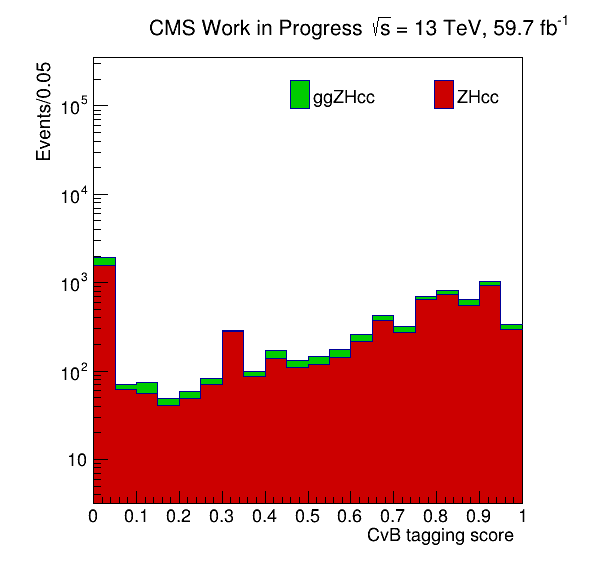 CMS Work in Progress √s = 13 TeV, 59.7 fb⁻¹
Events/0.05
ggZHcc ZHcc
10⁵
10⁴
10³
10²
10
0 0.1 0.2 0.3 0.4 0.5 0.6 0.7 0.8 0.9 1
CvB tagging score